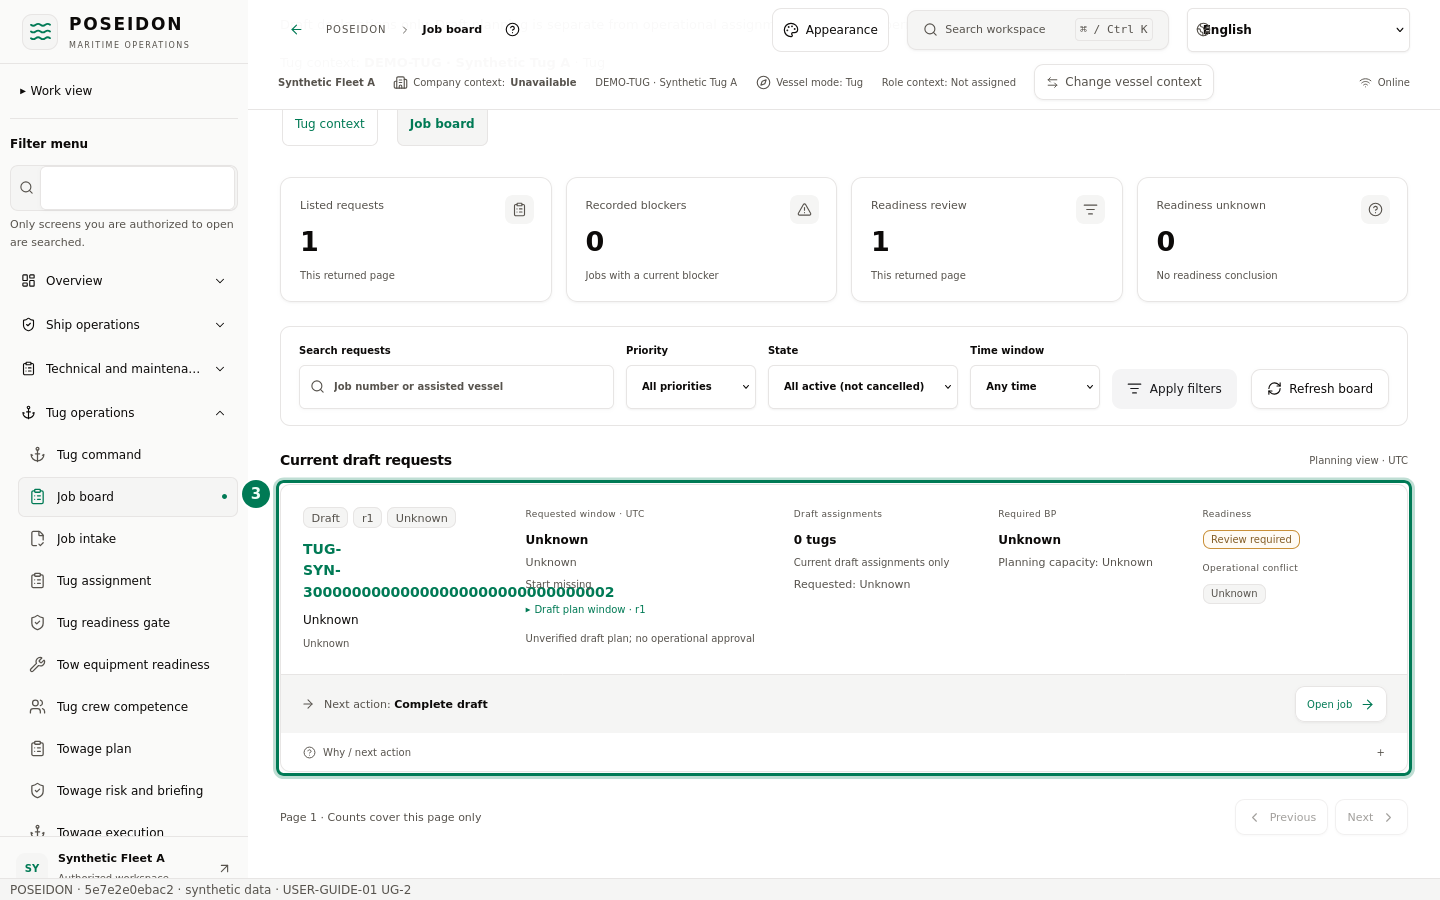 POSEIDON
MARITIME OPERATIONS
▸ Work view
Filter menu
Only screens you are authorized to open
are searched.
Overview
Ship operations
Technical and maintena...
Tug operations
Tug command
Job board
Job intake
Tug assignment
Tug readiness gate
Tow equipment readiness
Tug crew competence
Towage plan
Towage risk and briefing
Towage execution
SY
Synthetic Fleet A
Authorized workspace
POSEIDON
Job board
Appearance
Search workspace
⌘ / Ctrl K
English
Synthetic Fleet A
Company context: Unavailable
DEMO-TUG · Synthetic Tug A
Vessel mode: Tug
Role context: Not assigned
Change vessel context
Online
Tug context
Job board
Listed requests
1
This returned page
Recorded blockers
0
Jobs with a current blocker
Readiness review
1
This returned page
Readiness unknown
0
No readiness conclusion
Search requests
Job number or assisted vessel
Priority
All priorities
State
All active (not cancelled)
Time window
Any time
Apply filters
Refresh board
Current draft requests
Planning view · UTC
3
Draft
r1
Unknown
TUG-
SYN-
30000000000000000000000000000002
Unknown
Unknown
Requested window · UTC
Unknown
Unknown
Start missing
▸ Draft plan window · r1
Unverified draft plan; no operational approval
Draft assignments
0 tugs
Current draft assignments only
Requested: Unknown
Required BP
Unknown
Planning capacity: Unknown
Readiness
Review required
Operational conflict
Unknown
Next action: Complete draft
Open job
Why / next action
+
Page 1 · Counts cover this page only
Previous
Next
POSEIDON · 5e7e2e0ebac2 · synthetic data · USER-GUIDE-01 UG-2